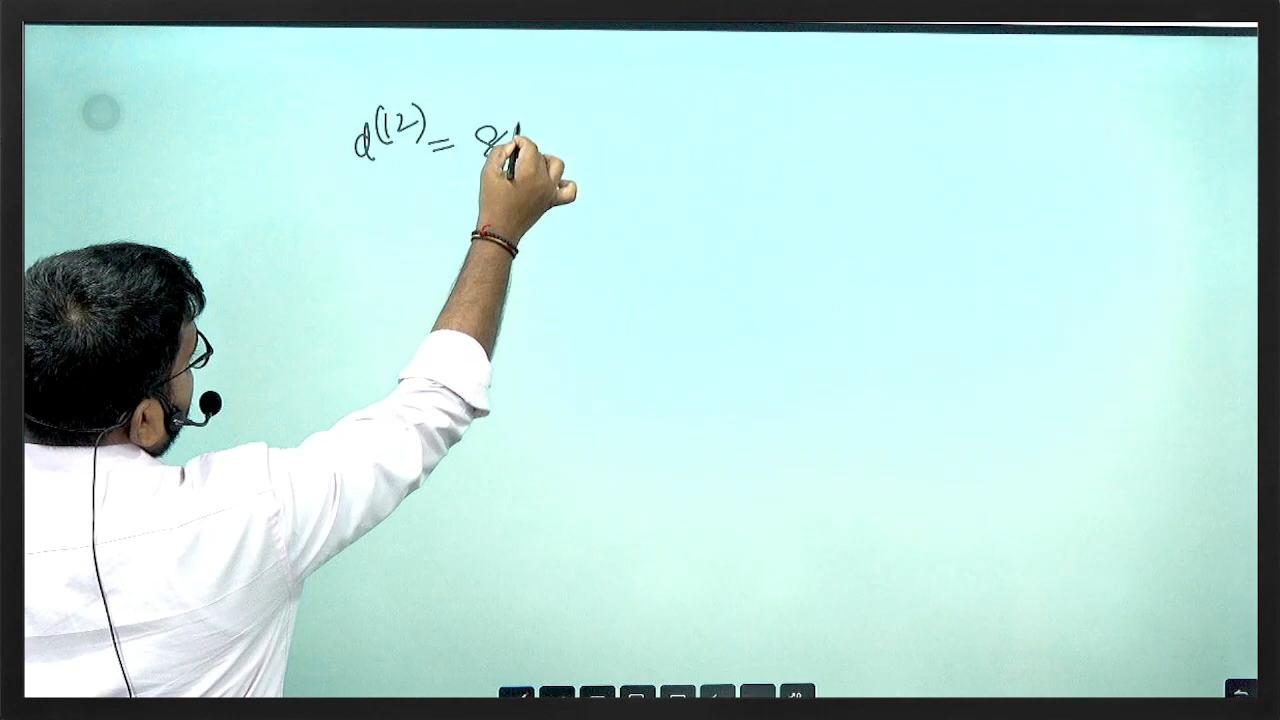 d(12) = 8